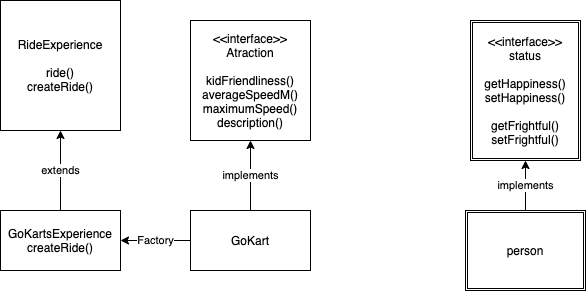 RideExperience
ride()
createRide()
<<interface>>
Atraction
kidFriendliness()
averageSpeedM()
maximumSpeed()
description()
<<interface>>
status
getHappiness()
setHappiness()
getFrightful()
setFrightful()
extends
implements
implements
GoKartsExperience
createRide()
Factory
GoKart
person